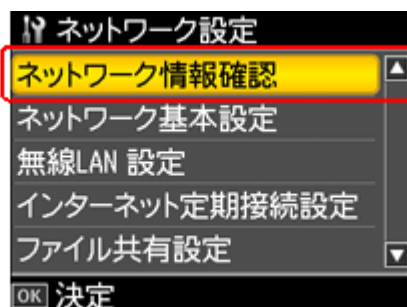 ネットワーク設定
ネットワーク情報確認
ネットワーク基本設定
無線LAN 設定
インターネット定期接続設定
ファイル共有設定
OK 決定